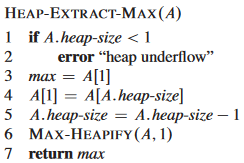 HEAP-EXTRACT-MAX(A)
1 if A.heap-size < 1
2 error “heap underflow”
3 max = A[1]
4 A[1] = A[A.heap-size]
5 A.heap-size = A.heap-size − 1
6 MAX-HEAPIFY(A, 1)
7 return max